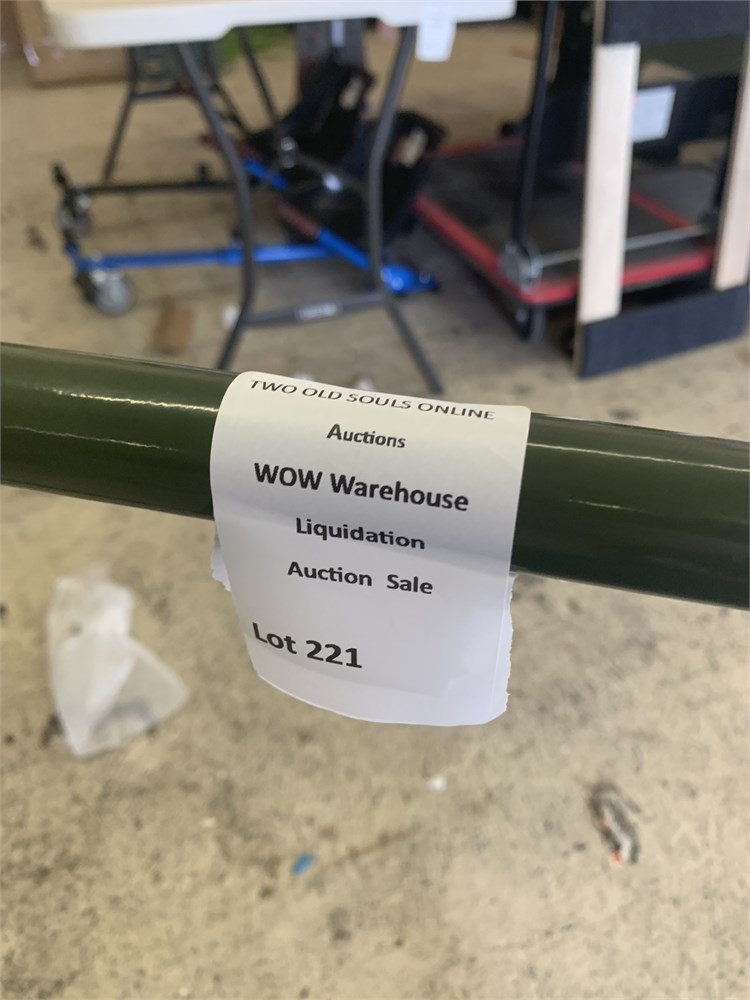 TWO OLD SOULS ONLINE
Auctions
WOW Warehouse
Liquidation
Auction Sale
Lot 221